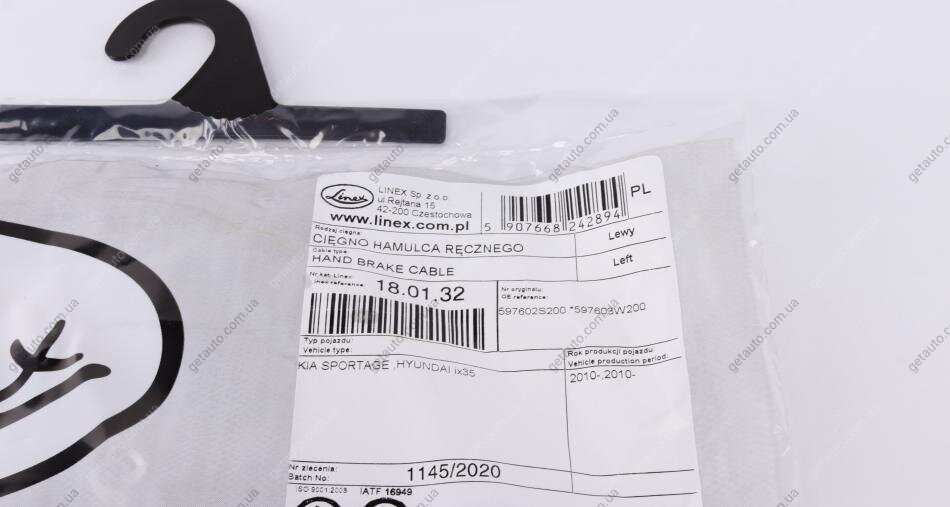 Linex
LINEX Sp. z o.o
ul.Rejtana 15
42-200 Czestochowa
www.linex.com.pl
5 907668 242894
PL
Rodzaj cięgna:
CIĘGNO HAMULCA RĘCZNEGO
Lewy
Cable type:
HAND BRAKE CABLE
Left
Nr kat. Linex:
Linex reference:
18.01.32
Nr oryginału:
OE reference:
597602S200 *597603W200
Typ pojazdu:
Vehicle type:
KIA SPORTAGE ,HYUNDAI ix35
Rok produkcji pojazdu:
Vehicle production period:
2010-,2010-
Nr zlecenia:
Batch No:
1145/2020
ISO 9001:2008 IATF 16949
getauto.com.ua